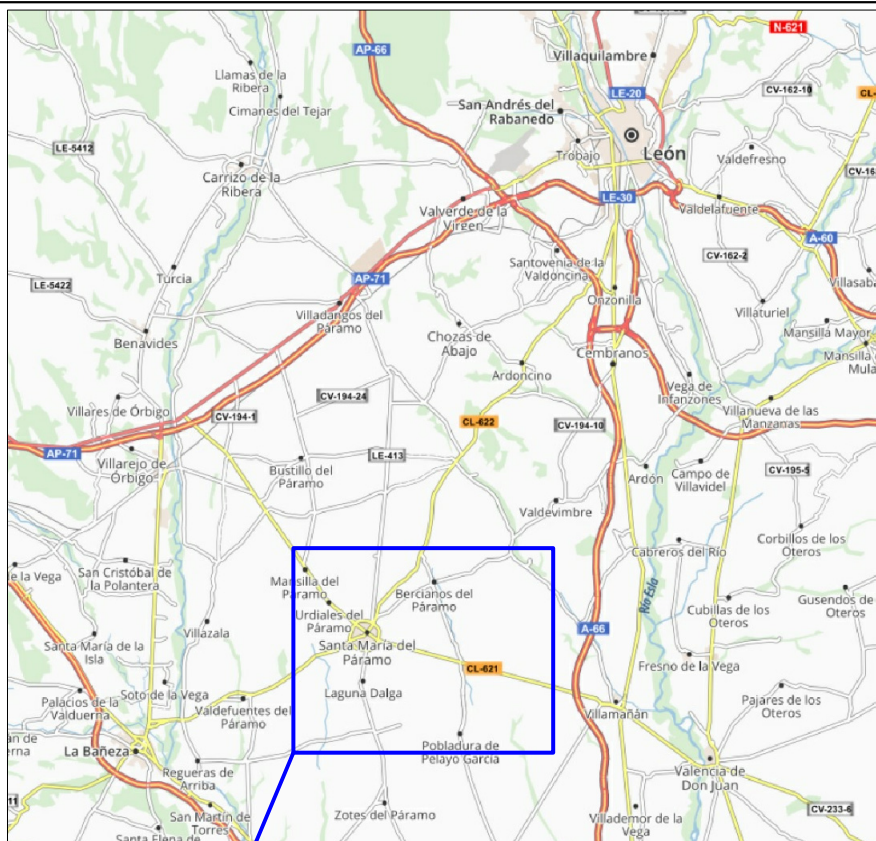 N-621
AP-66
Villaquilambre
Llamas de la
Ribera
LE-20
CV-162-10
San Andrés del
Rabanedo
Cimanes del Tejar
Trobajo
León
LE-5412
Valdefresno
Carrizo de la
Ribera
Valverde de la
Virgen
LE-30
Valdelafuente
A-60
Santovenia de la
Valdoncina
CV-162-2
Turcia
AP-71
LE-5422
Onzonilla
Villadangos del
Páramo
Villaturiel
Chozas de
Abajo
Mansilla Mayor
Benavides
Cembranos
Ardoncino
Vega de
Infanzones
Villares de Órbigo
CV-194-24
CV-194-1
CL-622
CV-194-10
Villanueva de las
Manzanas
AP-71
Villarejo de
Órbigo
LE-413
Bustillo del
Páramo
Ardón
Campo de
Villavidel
CV-195-5
Valdevimbre
Corbillos de los
Oteros
Cabreros del Río
San Cristóbal de
la Polantera
Mansilla del
Páramo
Bercianos del
Páramo
Río Esla
Gusendos de
Oteros
Cubillas de los
Oteros
Urdiales del
Páramo
Villazala
A-66
Santa María de la
Isla
Santa María del
Páramo
Fresno de la Vega
CL-621
Soto de la Vega
Laguna Dalga
Palacios de la
Valduerna
Valdefuentes del
Páramo
Villamañán
Pajares de los
Oteros
La Bañeza
Pobladura de
Pelayo García
Regueras de
Arriba
Valencia de
Don Juan
San Martín de
Torres
Zotes del Páramo
Villademor de la
Vega
CV-233-6